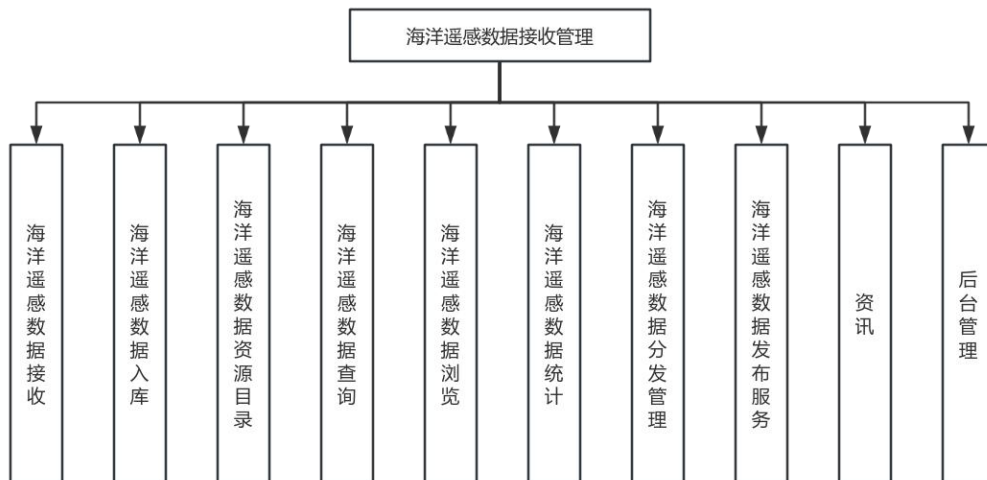 海洋遥感数据接收管理
海洋遥感数据接收
海洋遥感数据入库
海洋遥感数据资源目录
海洋遥感数据查询
海洋遥感数据浏览
海洋遥感数据统计
海洋遥感数据分发管理
海洋遥感数据发布服务
资讯
后台管理